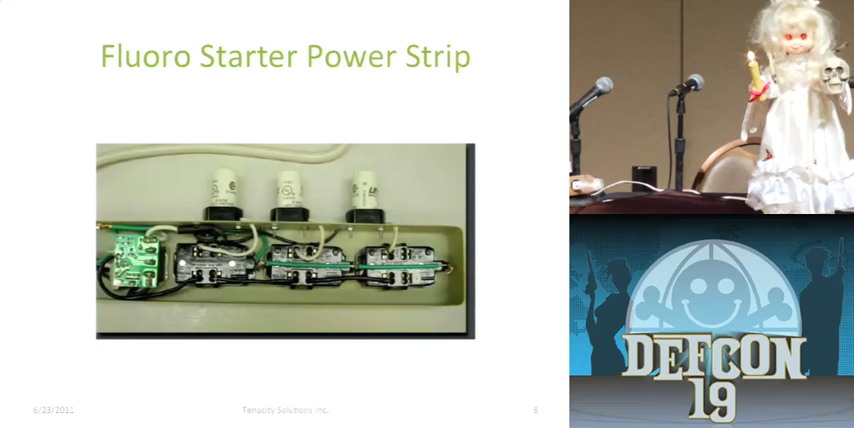 Fluoro Starter Power Strip
6/23/2011
Tenacity Solutions Inc.
8
DEFCON
19